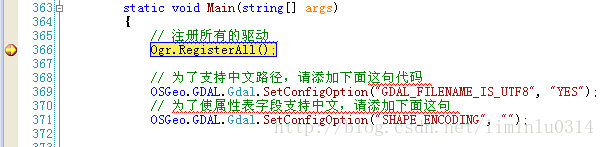 363 static void Main(string[] args)
364 {
365 // 注册所有的驱动
366 Ogr.RegisterAll();
367
368 // 为了支持中文路径，请添加下面这句代码
369 OSGeo.GDAL.Gdal.SetConfigOption("GDAL_FILENAME_IS_UTF8", "YES");
370 // 为了使属性表字段支持中文，请添加下面这句
371 OSGeo.GDAL.Gdal.SetConfigOption("SHAPE_ENCODING", "");
372
http://blog.csdn.net/liminlu0314